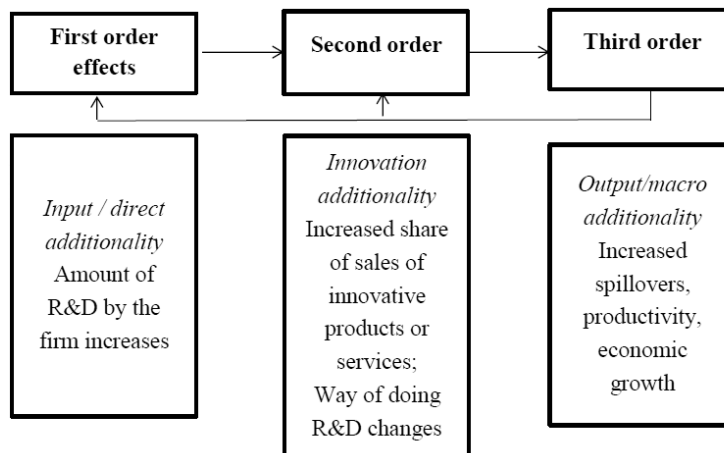 First order
effects
Second order
Third order
Input / direct
additionality
Amount of
R&D by the
firm increases
Innovation
additionality
Increased share
of sales of
innovative
products or
services;
Way of doing
R&D changes
Output/macro
additionality
Increased
spillovers,
productivity,
economic
growth